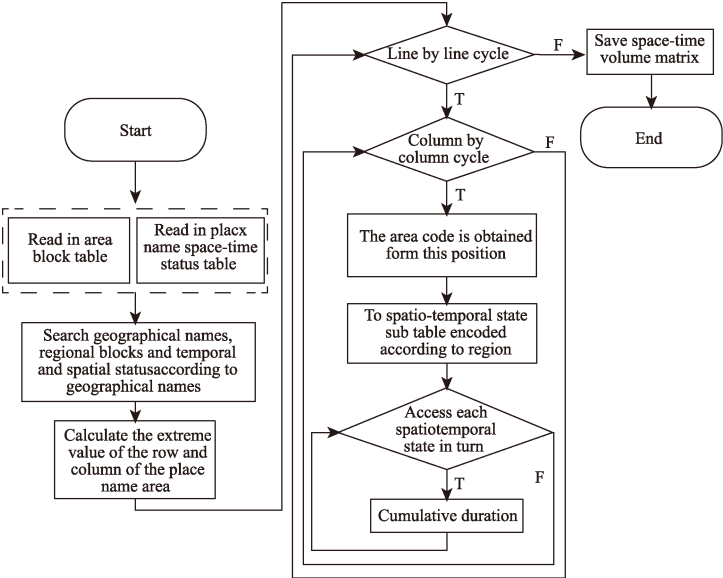 Start
Read in area
block table
Read in placx
name space-time
status table
Search geographical names,
regional blocks and temporal
and spatial statusaccording to
geographical names
Calculate the extreme
value of the row and
column of the place
name area
Line by line cycle
F
T
Save space-time
volume matrix
End
Column by
column cycle
F
T
The area code is obtained
form this position
To spatio-temporal state
sub table encoded
according to region
Access each
spatiotemporal
state in turn
F
T
Cumulative duration